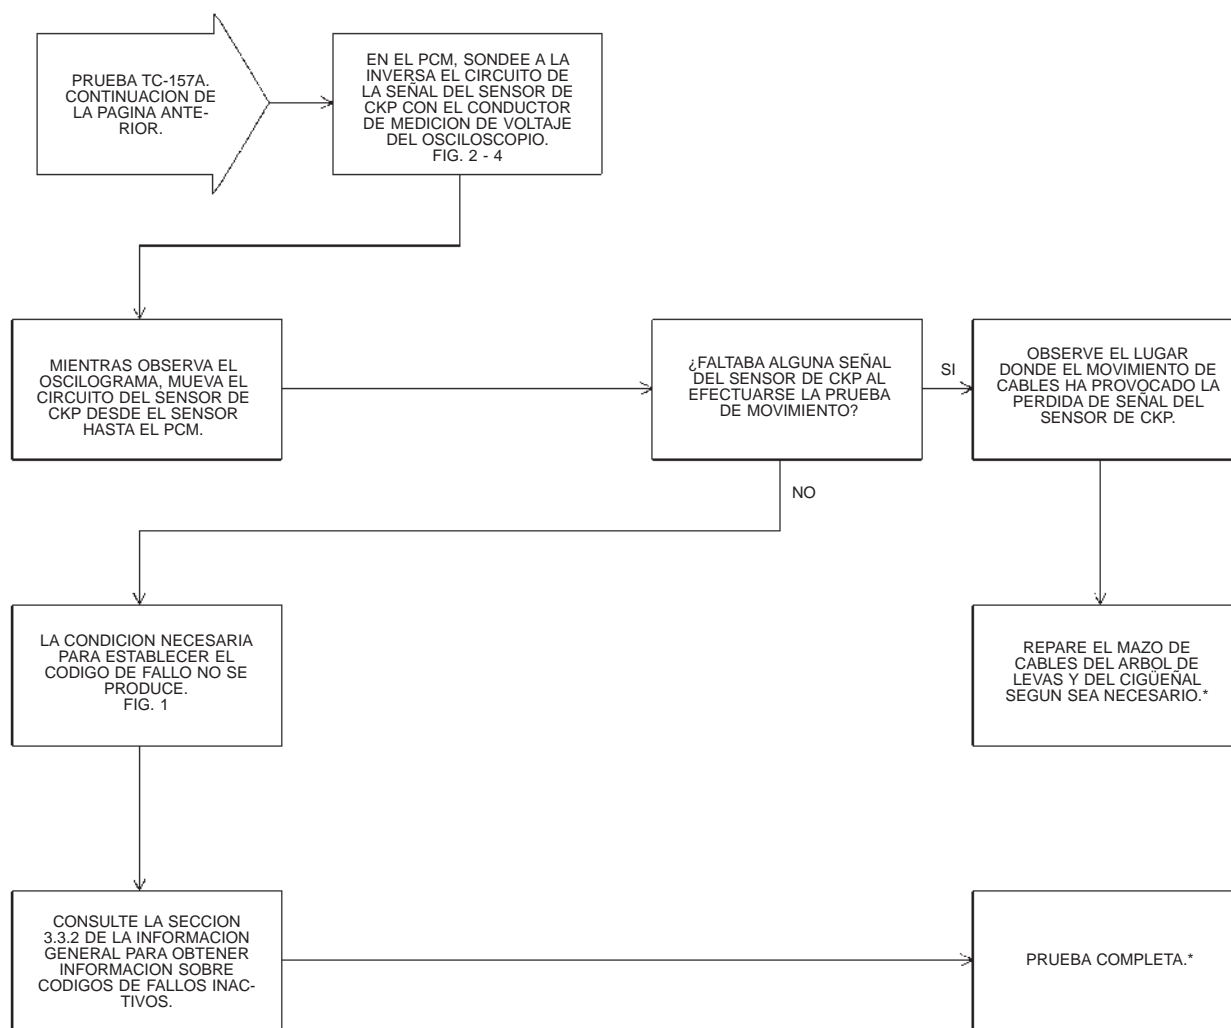 PRUEBA TC-157A.
CONTINUACION DE
LA PAGINA ANTE-
RIOR.
EN EL PCM, SONDEE A LA
INVERSA EL CIRCUITO DE
LA SEÑAL DEL SENSOR DE
CKP CON EL CONDUCTOR
DE MEDICION DE VOLTAJE
DEL OSCILOSCOPIO.
FIG. 2 - 4
MIENTRAS OBSERVA EL
OSCILOGRAMA, MUEVA EL
CIRCUITO DEL SENSOR DE
CKP DESDE EL SENSOR
HASTA EL PCM.
¿FALTABA ALGUNA SEÑAL
DEL SENSOR DE CKP AL
EFECTUARSE LA PRUEBA
DE MOVIMIENTO?
SI
OBSERVE EL LUGAR
DONDE EL MOVIMIENTO DE
CABLES HA PROVOCADO LA
PERDIDA DE SEÑAL DEL
SENSOR DE CKP.
NO
LA CONDICION NECESARIA
PARA ESTABLECER EL
CODIGO DE FALLO NO SE
PRODUCE.
FIG. 1
REPARE EL MAZO DE
CABLES DEL ARBOL DE
LEVAS Y DEL CIGÜEÑAL
SEGUN SEA NECESARIO.*
CONSULTE LA SECCION
3.3.2 DE LA INFORMACION
GENERAL PARA OBTENER
INFORMACION SOBRE
CODIGOS DE FALLOS INAC-
TIVOS.
PRUEBA COMPLETA.*